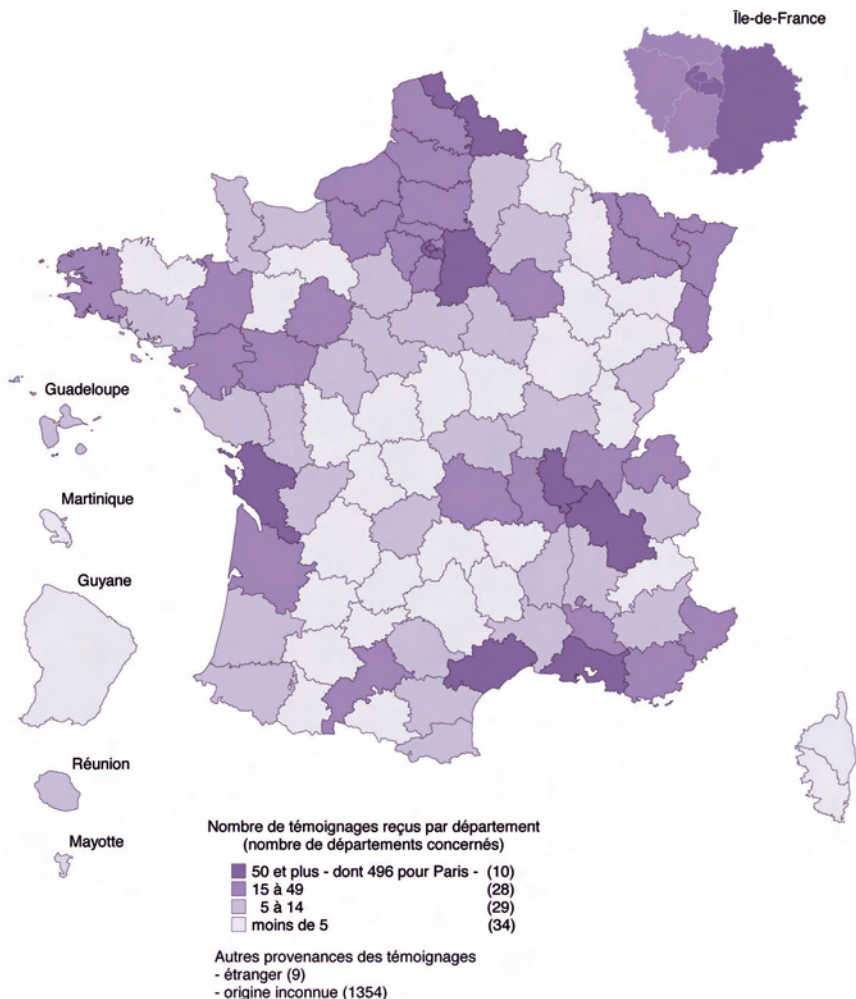 Île-de-France
Guadeloupe
Martinique
Guyane
Réunion
Mayotte
Nombre de témoignages reçus par département
(nombre de départements concernés)
50 et plus - dont 496 pour Paris - (10)
15 à 49 (28)
5 à 14 (29)
moins de 5 (34)
Autres provenances des témoignages
- étranger (9)
- origine inconnue (1354)